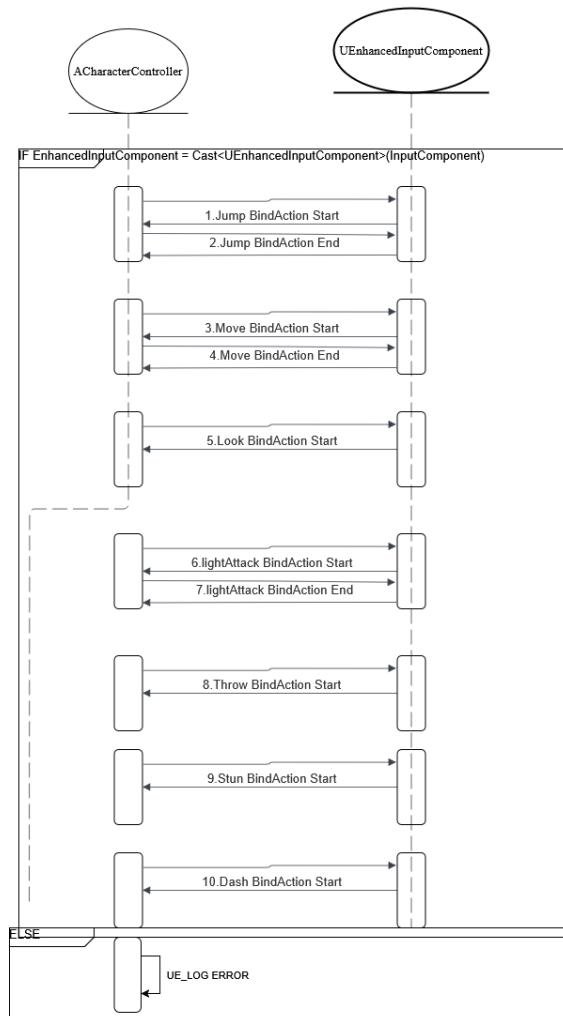 ACharacterController
UEnhancedInputComponent
IF EnhancedInputComponent = Cast<UEnhancedInputComponent>(InputComponent)
1.Jump BindAction Start
2.Jump BindAction End
3.Move BindAction Start
4.Move BindAction End
5.Look BindAction Start
6.lightAttack BindAction Start
7.lightAttack BindAction End
8.Throw BindAction Start
9.Stun BindAction Start
10.Dash BindAction Start
ELSE
UE_LOG ERROR